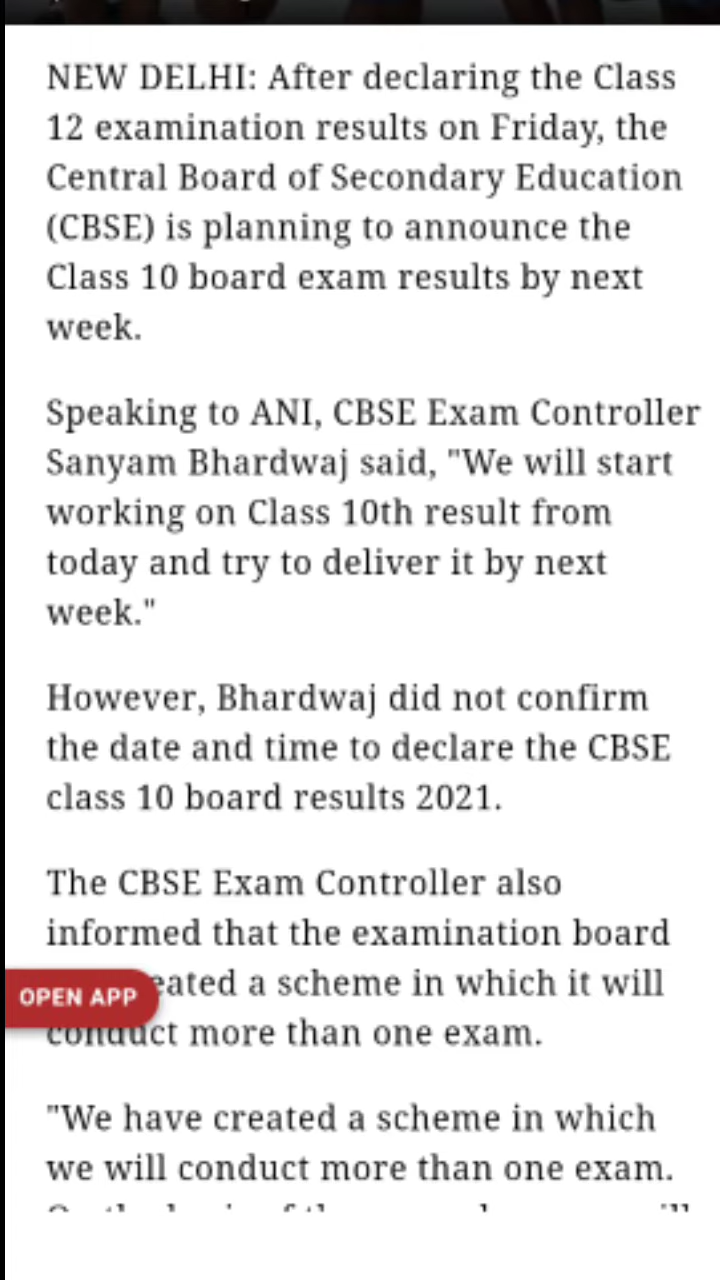 NEW DELHI: After declaring the Class
12 examination results on Friday, the
Central Board of Secondary Education
(CBSE) is planning to announce the
Class 10 board exam results by next
week.
Speaking to ANI, CBSE Exam Controller
Sanyam Bhardwaj said, "We will start
working on Class 10th result from
today and try to deliver it by next
week."
However, Bhardwaj did not confirm
the date and time to declare the CBSE
class 10 board results 2021.
The CBSE Exam Controller also
informed that the examination board
eated a scheme in which it will
OPEN APP
conduct more than one exam.
"We have created a scheme in which
we will conduct more than one exam.